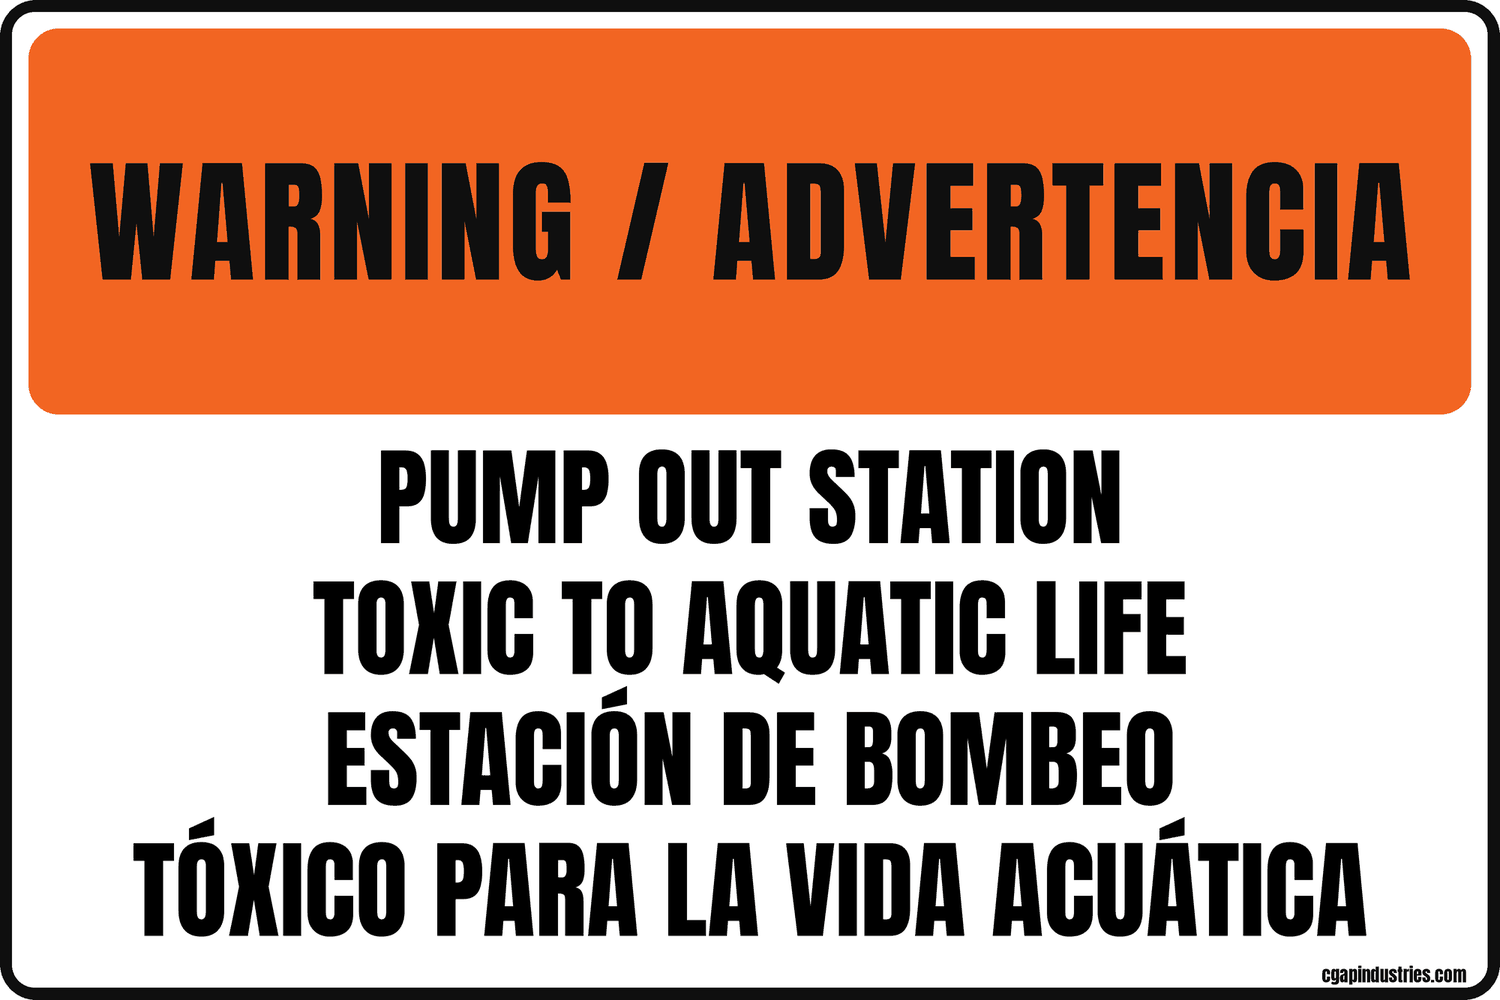 WARNING / ADVERTENCIA
PUMP OUT STATION
TOXIC TO AQUATIC LIFE
ESTACIÓN DE BOMBEO
TÓXICO PARA LA VIDA ACUÁTICA
cgapindustries.com